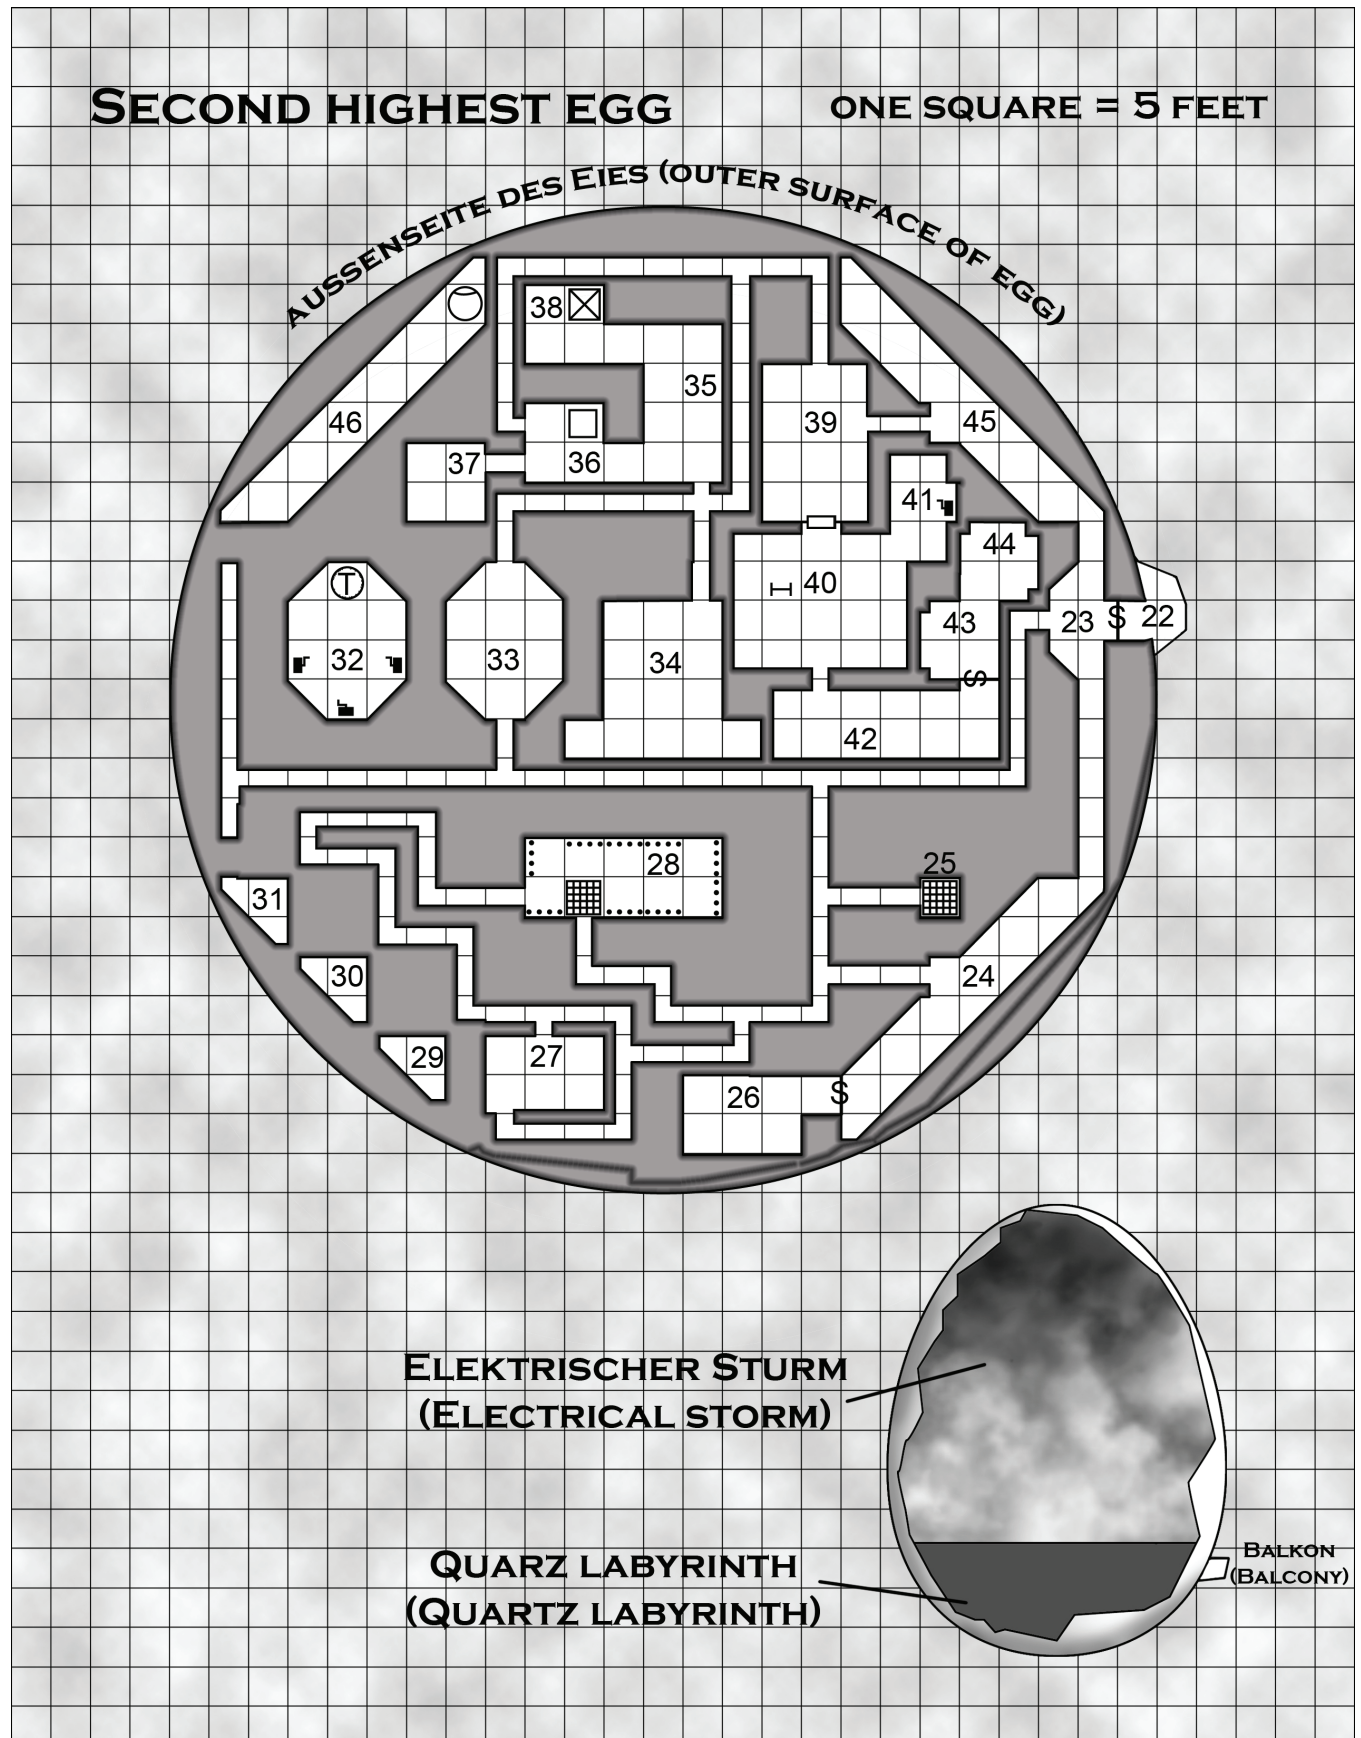 Second highest egg
one square = 5 feet
Aussenseite des Eies (outer surface of egg)
38
35
46
39
45
37
36
41
44
T
40
43
23
S
22
32
33
34
S
42
28
25
31
30
24
29
27
26
S
Elektrischer Sturm
(Electrical storm)
Quarz labyrinth
(Quartz labyrinth)
Balkon
(Balcony)